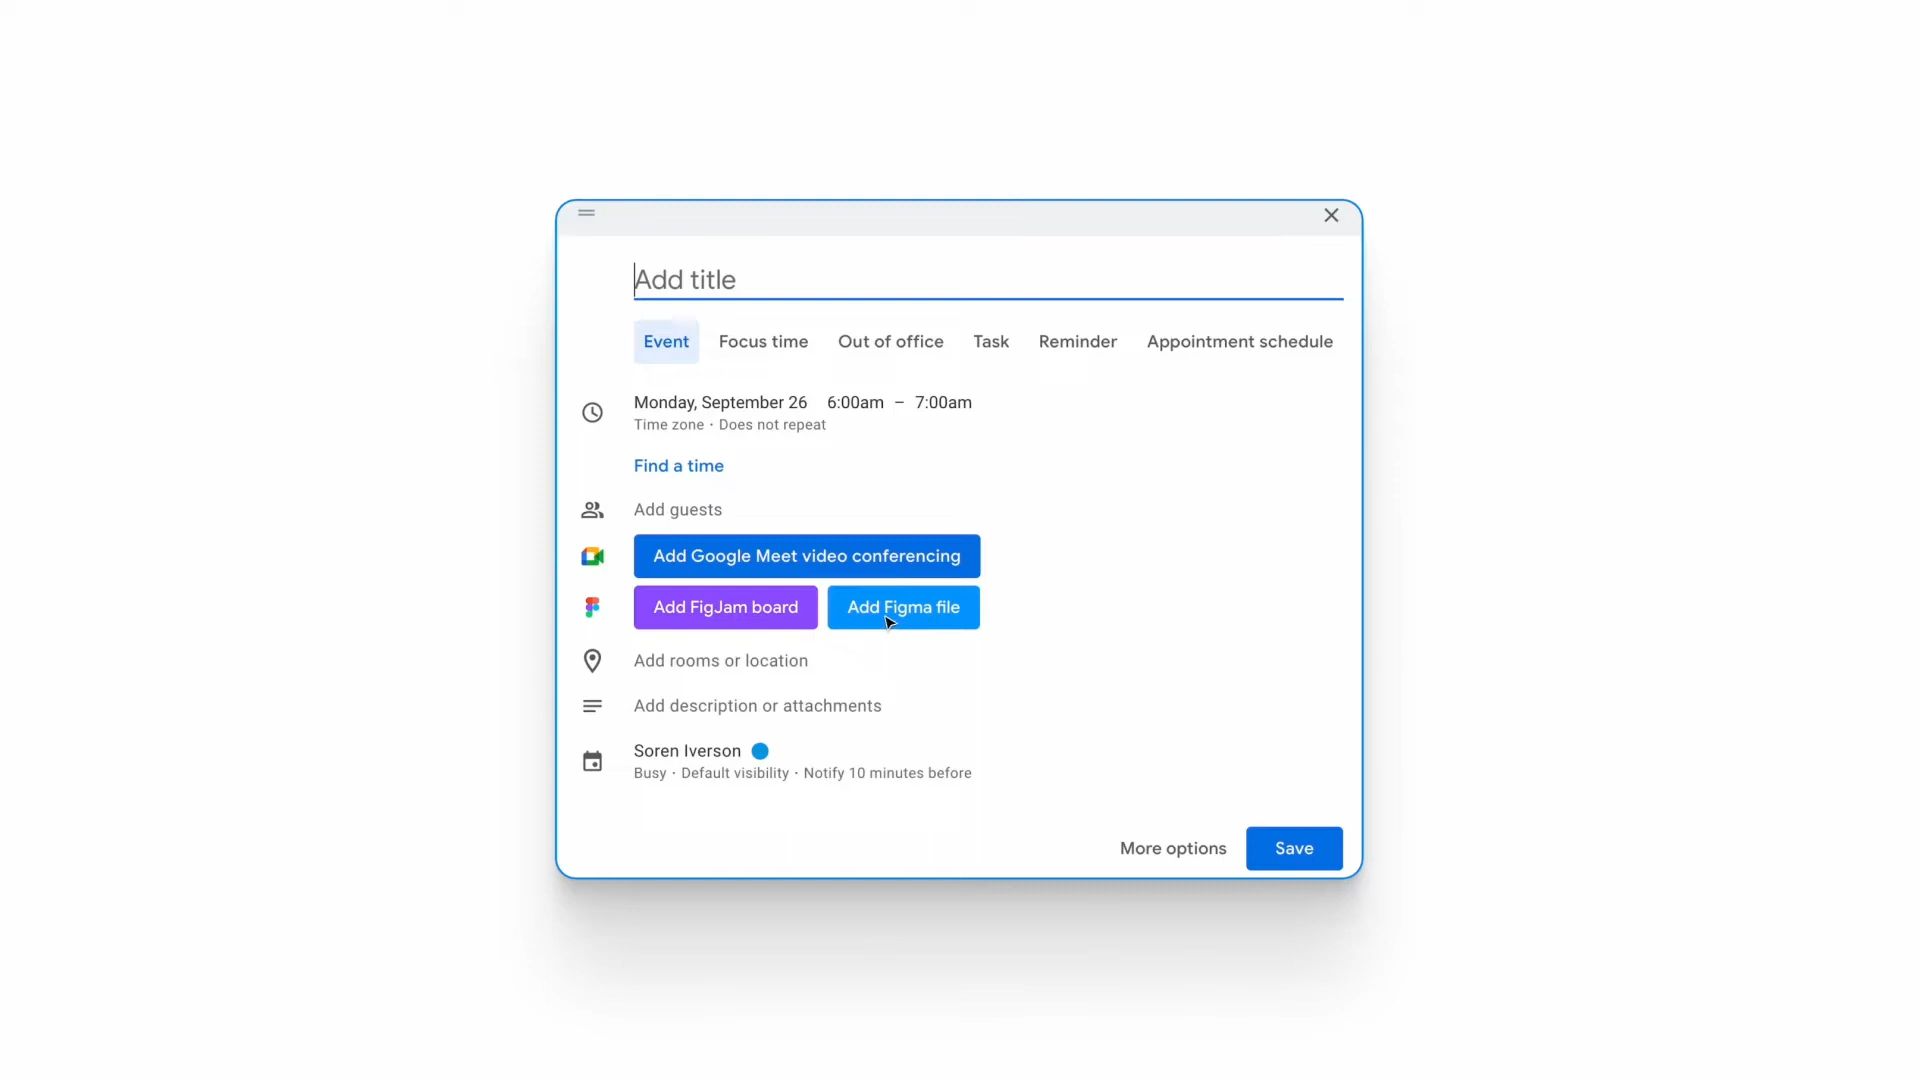 Add title
Event Focus time Out of office Task Reminder Appointment schedule
Monday, September 26 6:00am – 7:00am
Time zone · Does not repeat
Find a time
Add guests
Add Google Meet video conferencing
Add FigJam board Add Figma file
Add rooms or location
Add description or attachments
Soren Iverson
Busy · Default visibility · Notify 10 minutes before
More options Save